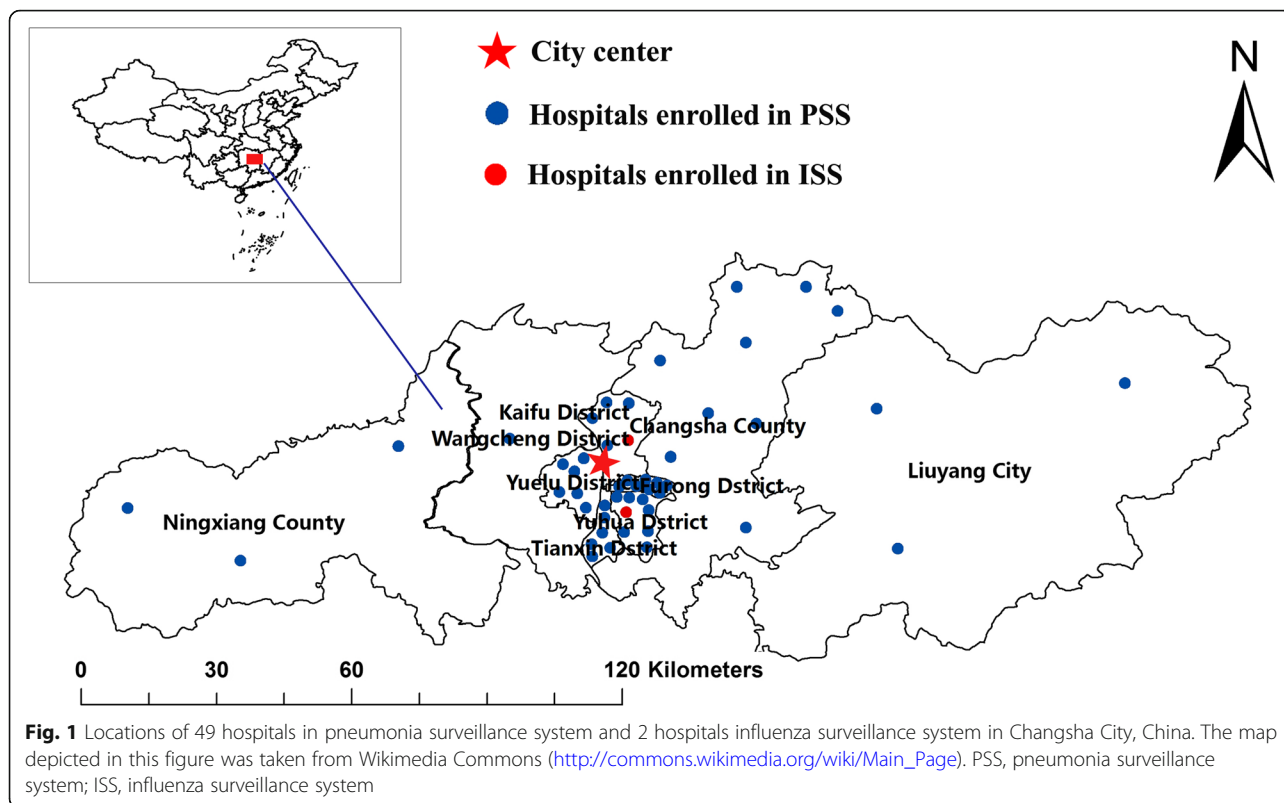 City center
Hospitals enrolled in PSS
Hospitals enrolled in ISS
N
Kaifu District
Wangcheng District
Changsha County
Yuelu District
Furong Dstrict
Liuyang City
Ningxiang County
Yuhua Dstrict
Tianxin Dstrict
0 30 60 120 Kilometers
Fig. 1 Locations of 49 hospitals in pneumonia surveillance system and 2 hospitals influenza surveillance system in Changsha City, China. The map
depicted in this figure was taken from Wikimedia Commons (http://commons.wikimedia.org/wiki/Main_Page). PSS, pneumonia surveillance
system; ISS, influenza surveillance system